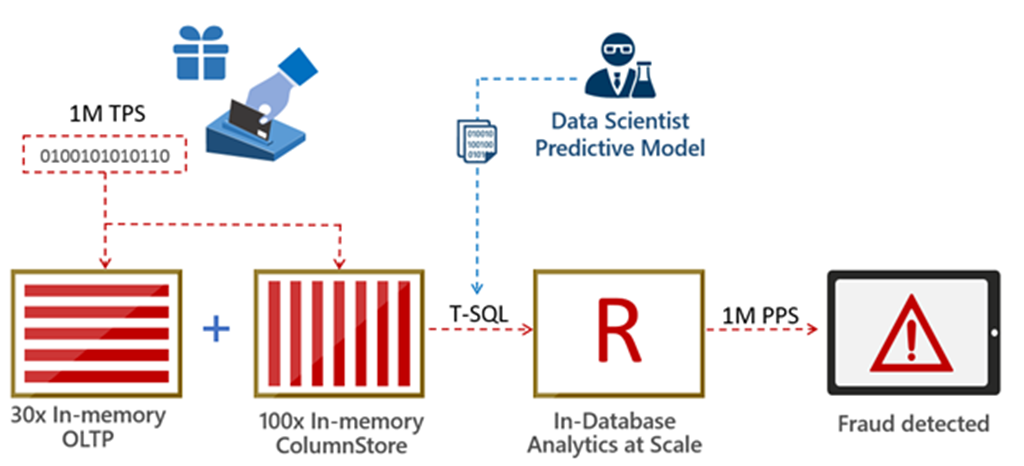 1M TPS
0100101010110
010010
100100
0101
Data Scientist
Predictive Model
T-SQL
R
1M PPS
30x In-memory
OLTP
100x In-memory
ColumnStore
In-Database
Analytics at Scale
Fraud detected